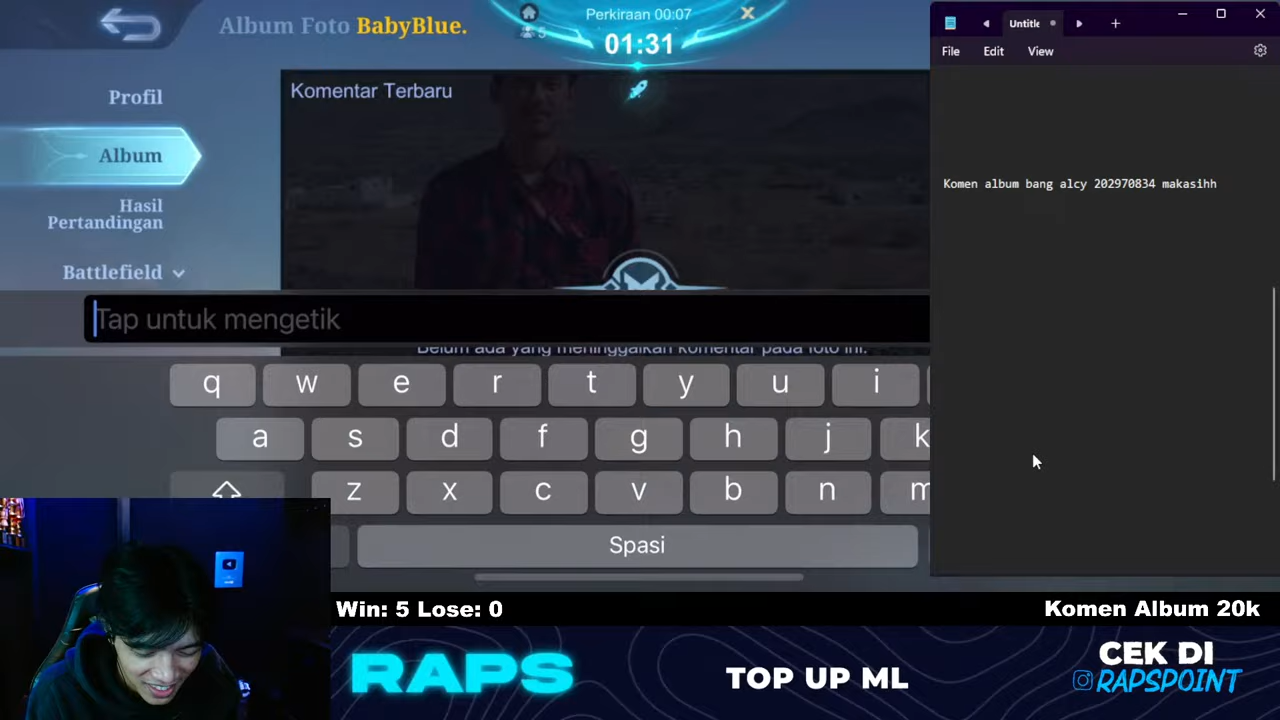 Album Foto BabyBlue.
5
Perkiraan 00:07
01:31
Untitle
File
Edit
View
Profil
Album
Hasil
Pertandingan
Battlefield
Komentar Terbaru
Komen album bang alcy 202970834 makasihh
Tap untuk mengetik
Belum ada yang meninggalkan komentar pada foto ini.
q w e r t y u i
a s d f g h j k
z x c v b n m
Spasi
Win: 5 Lose: 0
Komen Album 20k
RAPS
TOP UP ML
CEK DI
RAPSPOINT